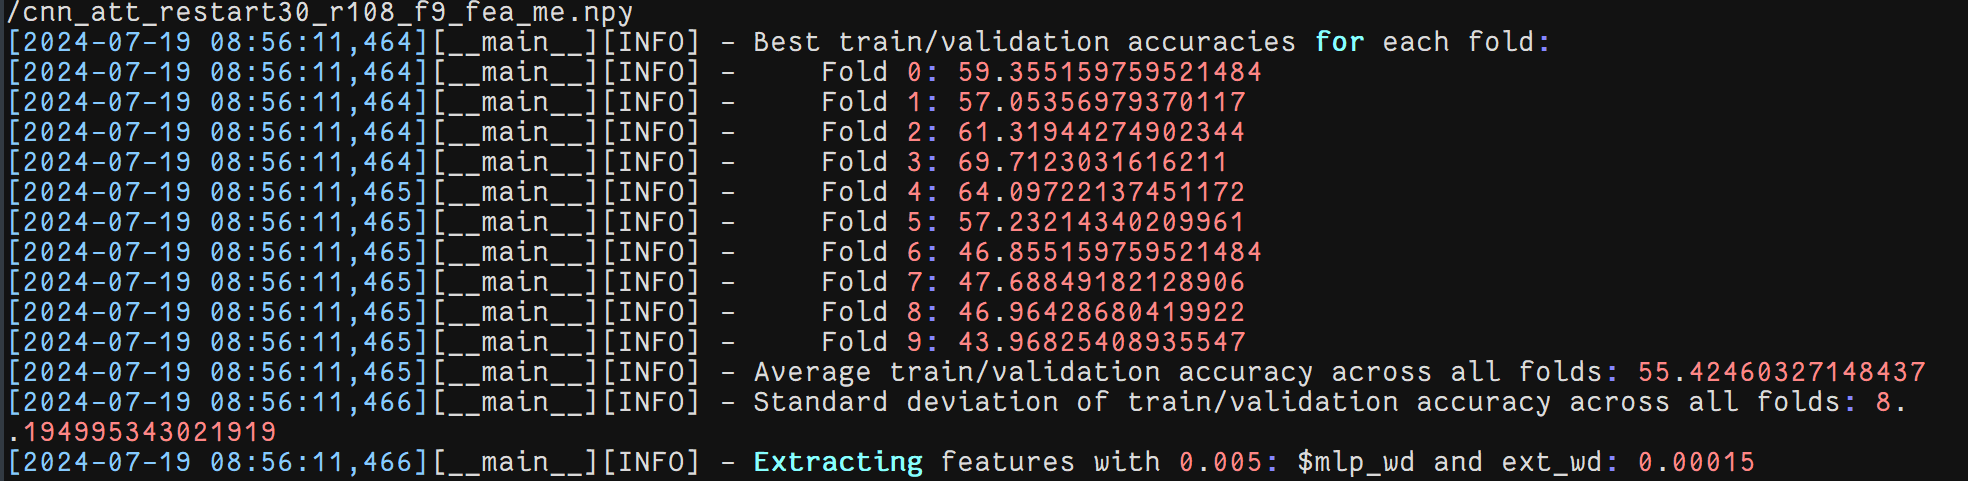 /cnn_att_restart30_r108_f9_fea_me.npy
[2024-07-19 08:56:11,464][__main__][INFO] - Best train/validation accuracies for each fold:
[2024-07-19 08:56:11,464][__main__][INFO] -     Fold 0: 59.355159759521484
[2024-07-19 08:56:11,464][__main__][INFO] -     Fold 1: 57.05356979370117
[2024-07-19 08:56:11,464][__main__][INFO] -     Fold 2: 61.31944274902344
[2024-07-19 08:56:11,464][__main__][INFO] -     Fold 3: 69.7123031616211
[2024-07-19 08:56:11,465][__main__][INFO] -     Fold 4: 64.09722137451172
[2024-07-19 08:56:11,465][__main__][INFO] -     Fold 5: 57.23214340209961
[2024-07-19 08:56:11,465][__main__][INFO] -     Fold 6: 46.855159759521484
[2024-07-19 08:56:11,465][__main__][INFO] -     Fold 7: 47.68849182128906
[2024-07-19 08:56:11,465][__main__][INFO] -     Fold 8: 46.96428680419922
[2024-07-19 08:56:11,465][__main__][INFO] -     Fold 9: 43.96825408935547
[2024-07-19 08:56:11,465][__main__][INFO] - Average train/validation accuracy across all folds: 55.42460327148437
[2024-07-19 08:56:11,466][__main__][INFO] - Standard deviation of train/validation accuracy across all folds: 8.
.194995343021919
[2024-07-19 08:56:11,466][__main__][INFO] - Extracting features with 0.005: $mlp_wd and ext_wd: 0.00015